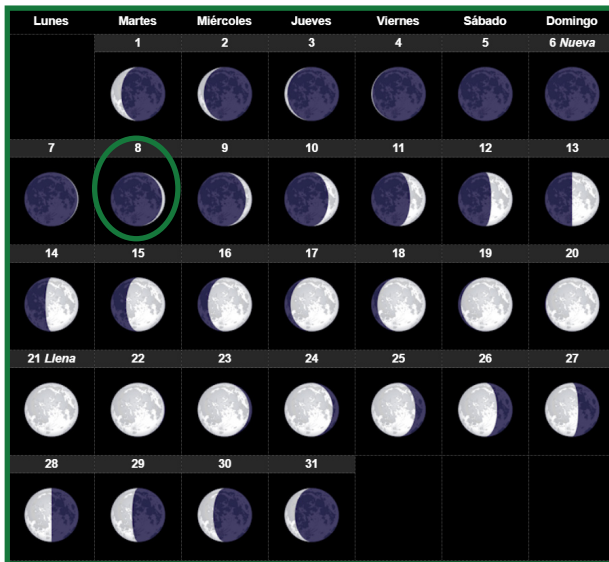 Lunes Martes Miércoles Jueves Viernes Sábado Domingo
1 2 3 4 5 6 Nueva
7 8 9 10 11 12 13
14 15 16 17 18 19 20
21 Llena 22 23 24 25 26 27
28 29 30 31